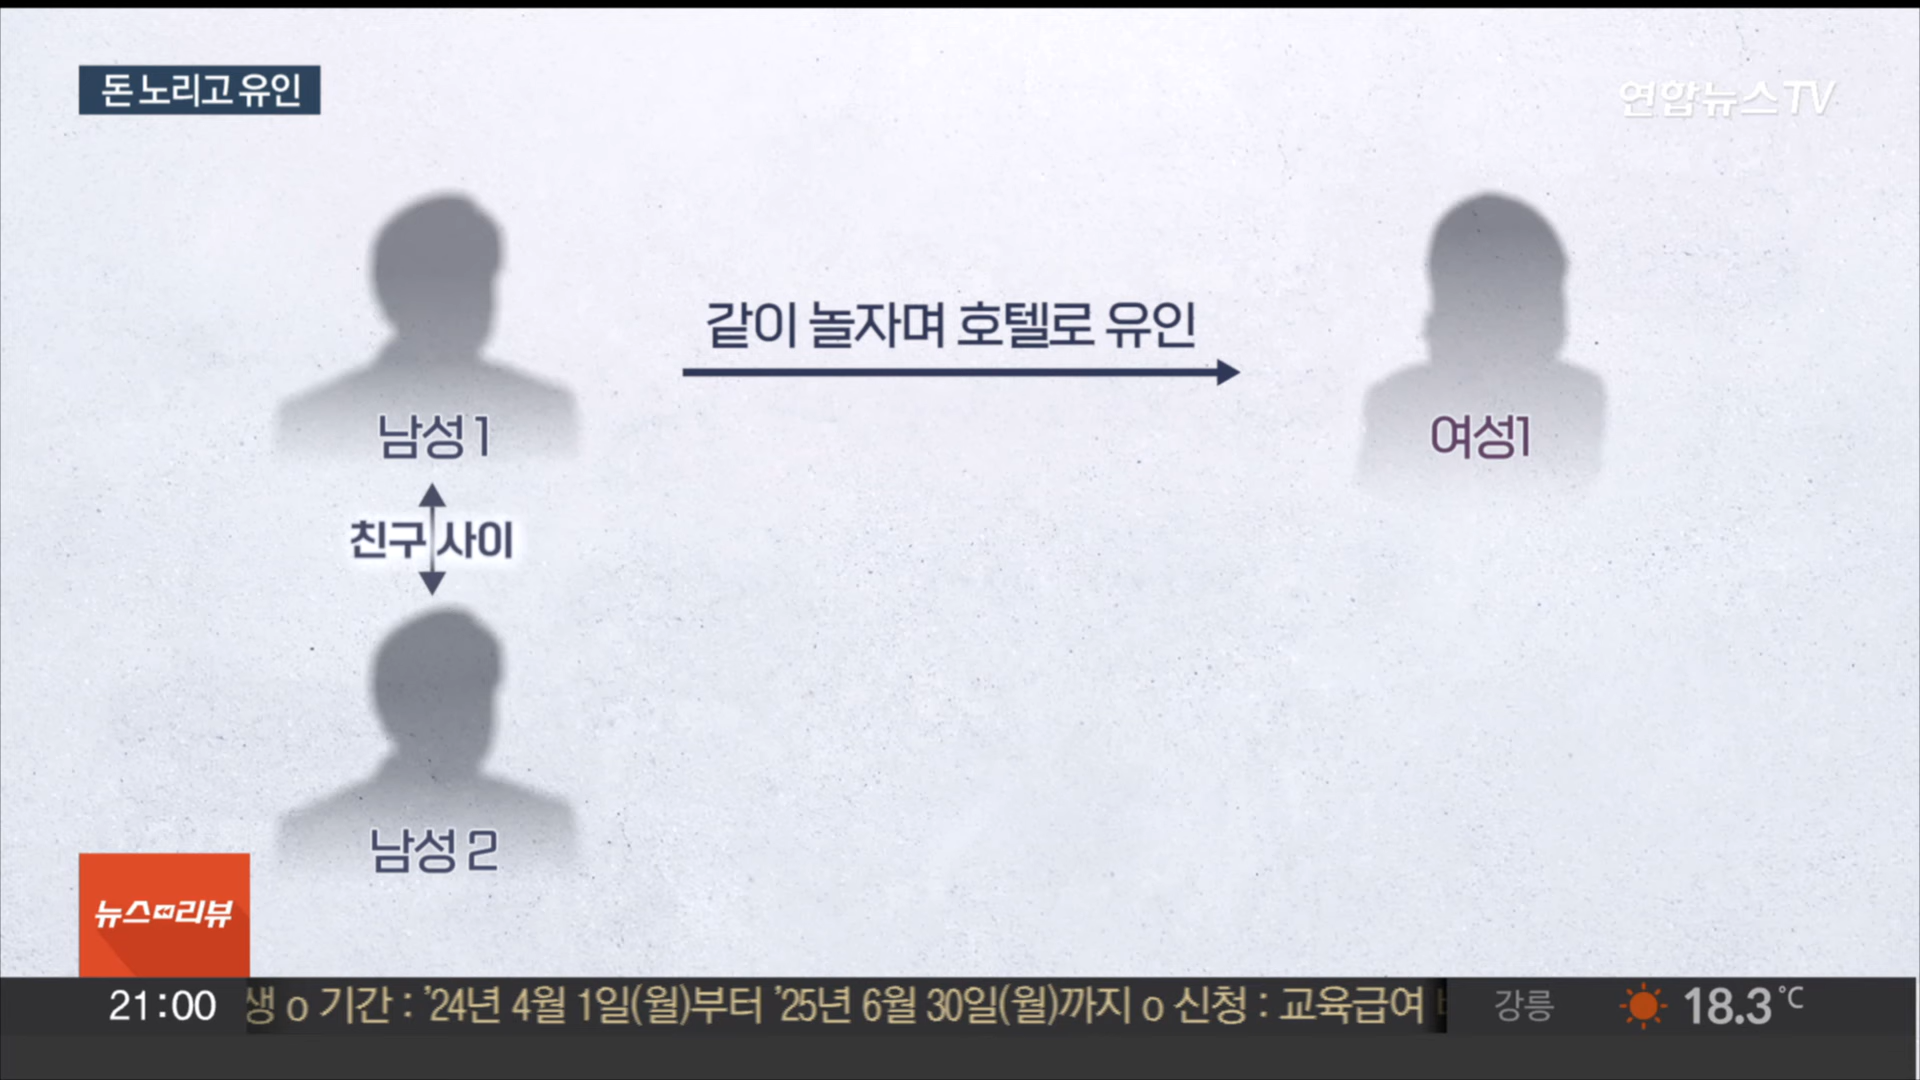 돈 노리고 유인
연합뉴스TV
같이 놀자며 호텔로 유인
남성 1
여성1
친구 사이
남성 2
뉴스리뷰
21:00
생 o 기간 : '24년 4월 1일(월)부터 '25년 6월 30일(월)까지 o 신청 : 교육급여
강릉
18.3℃